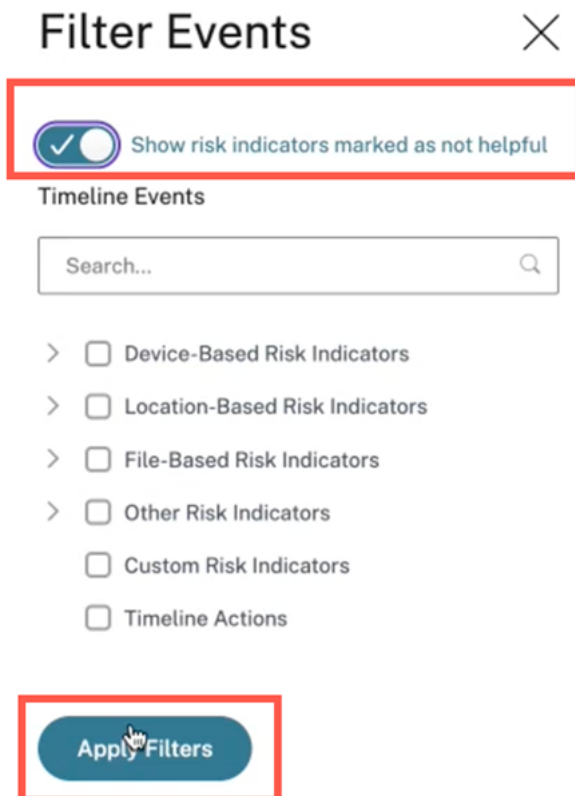 Filter Events
Show risk indicators marked as not helpful
Timeline Events
Search...
Device-Based Risk Indicators
Location-Based Risk Indicators
File-Based Risk Indicators
Other Risk Indicators
Custom Risk Indicators
Timeline Actions
Apply Filters